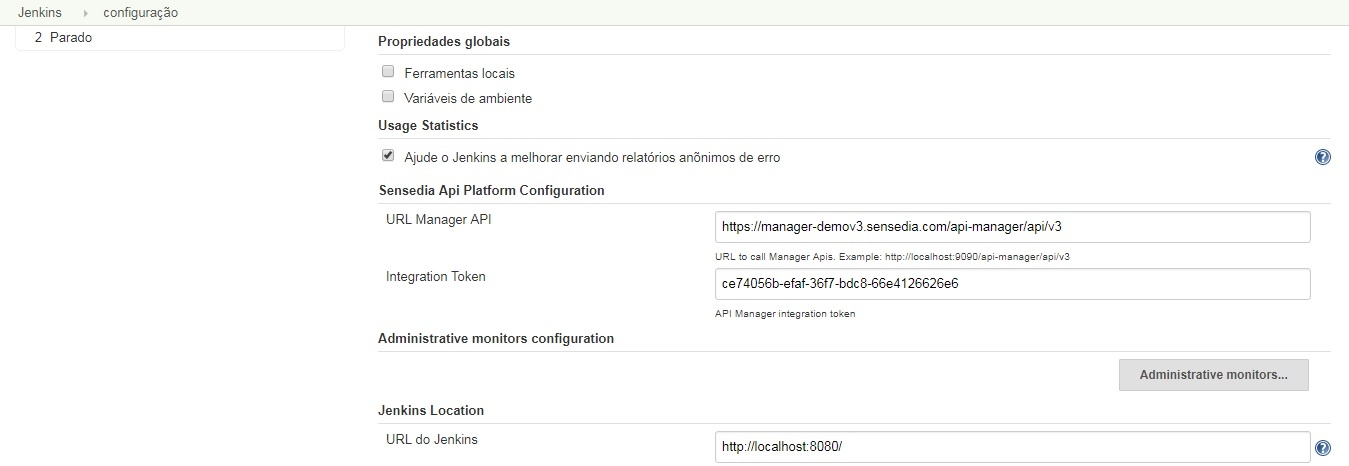 Jenkins configuração
2 Parado
Propriedades globais
Ferramentas locais
Variáveis de ambiente
Usage Statistics
Ajude o Jenkins a melhorar enviando relatórios anônimos de erro
Sensedia Api Platform Configuration
URL Manager API
https://manager-demov3.sensedia.com/api-manager/api/v3
URL to call Manager Apis. Example: http://localhost:9090/api-manager/api/v3
Integration Token
ce74056b-efaf-36f7-bdc8-66e4126626e6
API Manager integration token
Administrative monitors configuration
Administrative monitors...
Jenkins Location
URL do Jenkins
http://localhost:8080/